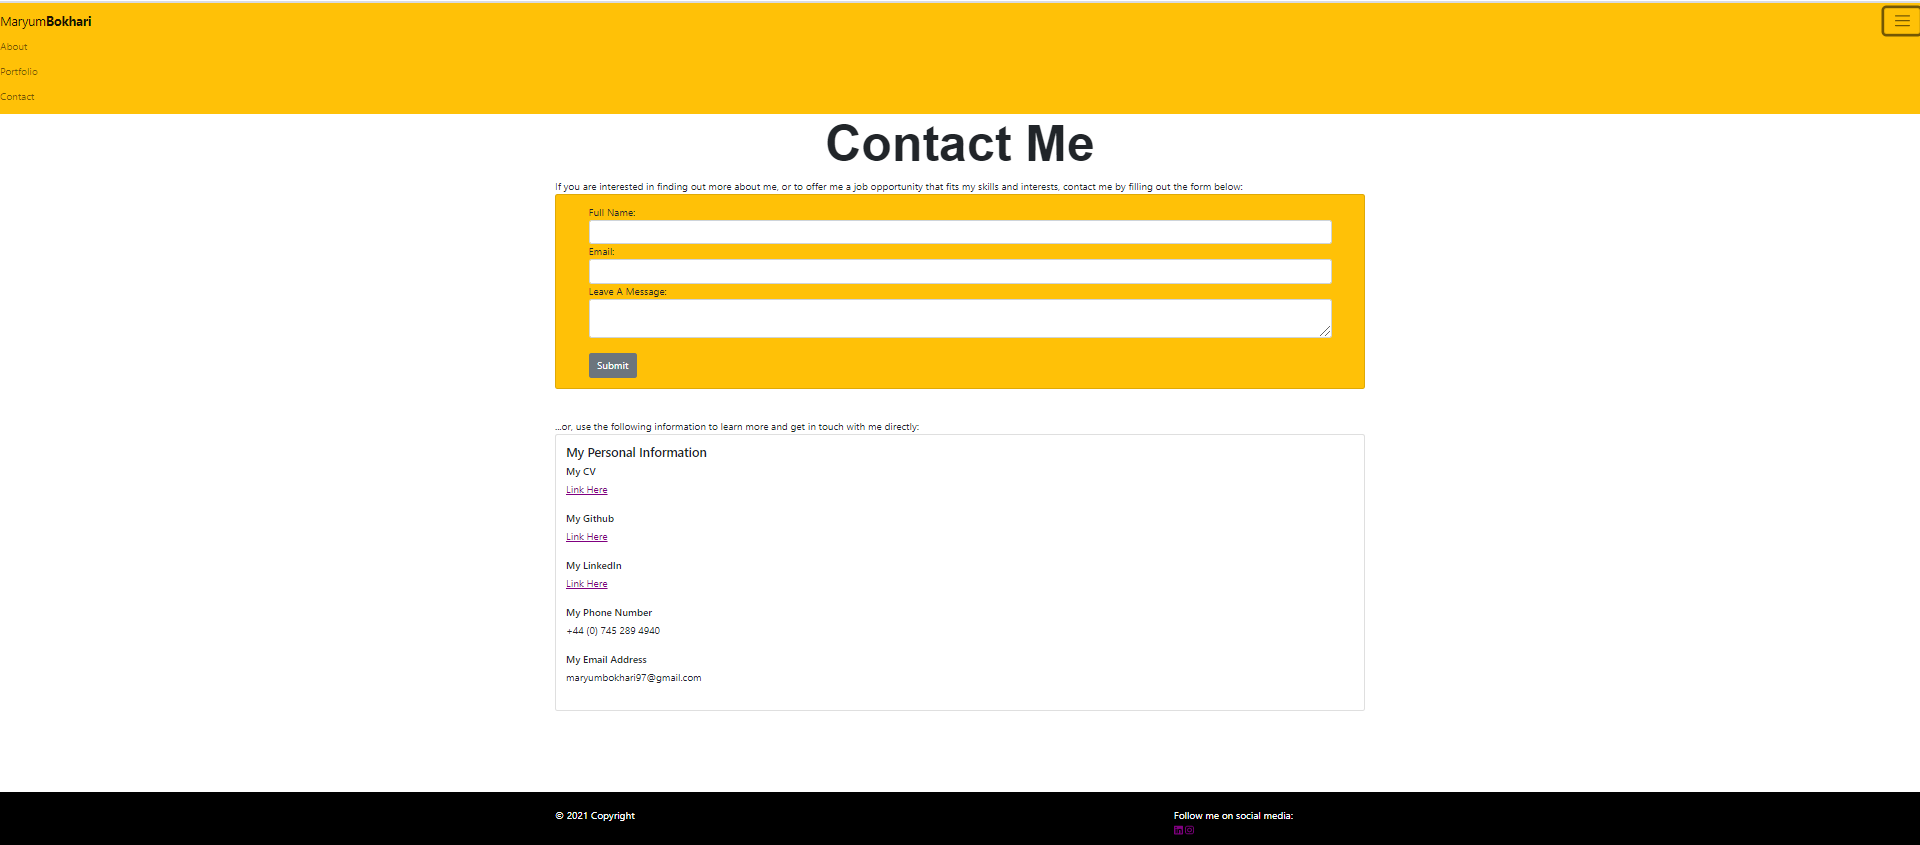 MaryumBokhari
About
Portfolio
Contact
Contact Me
If you are interested in finding out more about me, or to offer me a job opportunity that fits my skills and interests, contact me by filling out the form below:
Full Name:
Email:
Leave A Message:
Submit
...or, use the following information to learn more and get in touch with me directly:
My Personal Information
My CV
Link Here
My Github
Link Here
My LinkedIn
Link Here
My Phone Number
+44 (0) 745 289 4940
My Email Address
maryumbokhari97@gmail.com
© 2021 Copyright
Follow me on social media: